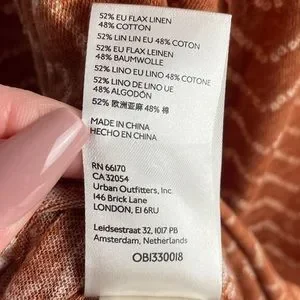 52% EU FLAX LINEN
48% COTTON
52% LIN LIN EU 48% COTON
52% EU FLAX LEINEN
48% BAUMWOLLE
52% LINO EU LINO 48% COTONE
52% LINO DE LINO UE
48% ALGODÓN
52% 欧洲亚麻 48% 棉
MADE IN CHINA
HECHO EN CHINA
RN 66170
CA 32054
Urban Outfitters, Inc.
146 Brick Lane
LONDON, E1 6RU
Leidsestraat 32, 1017 PB
Amsterdam, Netherlands
OB1330018